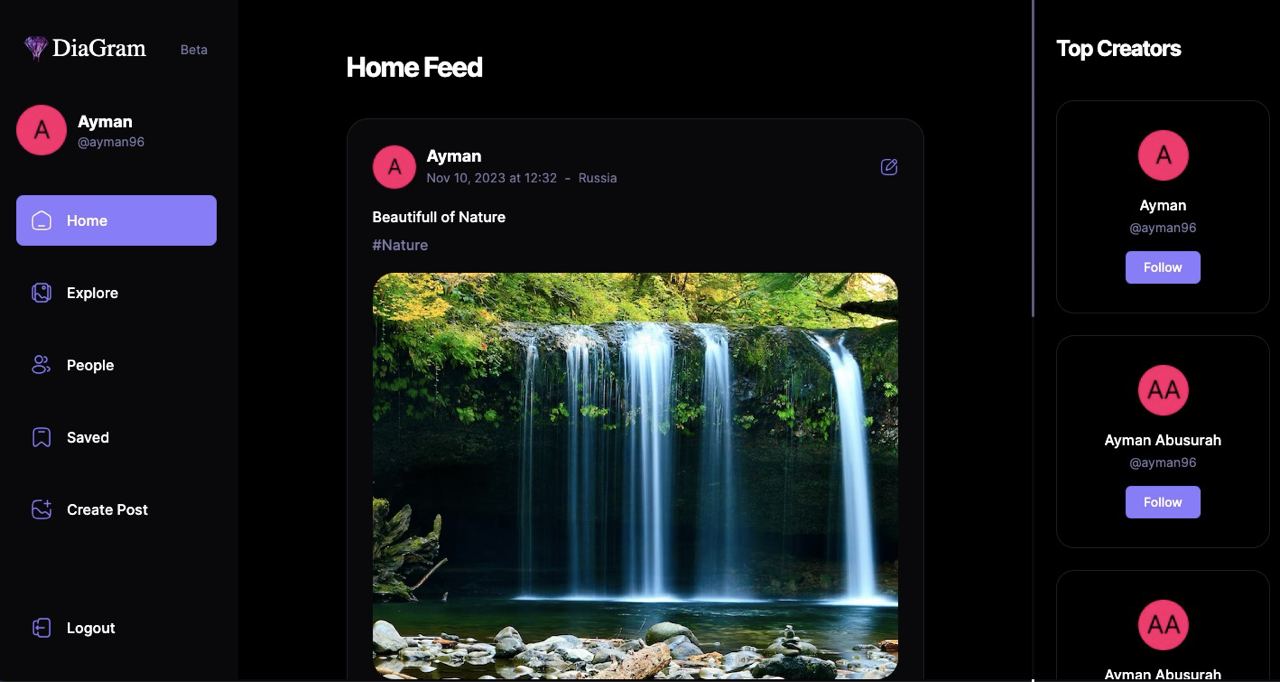 DiaGram Beta
A
Ayman
@ayman96
Home
Explore
People
Saved
Create Post
Logout
Home Feed
A
Ayman
Nov 10, 2023 at 12:32 - Russia
Beautifull of Nature
#Nature
Top Creators
A
Ayman
@ayman96
Follow
AA
Ayman Abusurah
@ayman96
Follow
AA
Ayman Abusurah